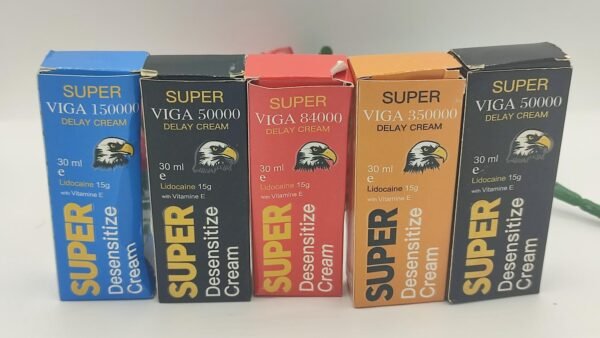 SUPER
VIGA 150000
DELAY CREAM
30 ml
e
Lidocaine 15g
with Vitamine E
SUPER
Desensitize
Cream
SUPER
VIGA 50000
DELAY CREAM
30 ml
e
Lidocaine 15g
with Vitamine E
SUPER
Desensitize
Cream
SUPER
VIGA 84000
DELAY CREAM
30 ml
e
Lidocaine 15g
with Vitamine E
SUPER
Desensitize
Cream
SUPER
VIGA 350000
DELAY CREAM
30 ml
e
Lidocaine 15g
with Vitamine E
SUPER
Desensitize
Cream
SUPER
VIGA 50000
DELAY CREAM
30 ml
e
Lidocaine 15g
with Vitamine E
SUPER
Desensitize
Cream